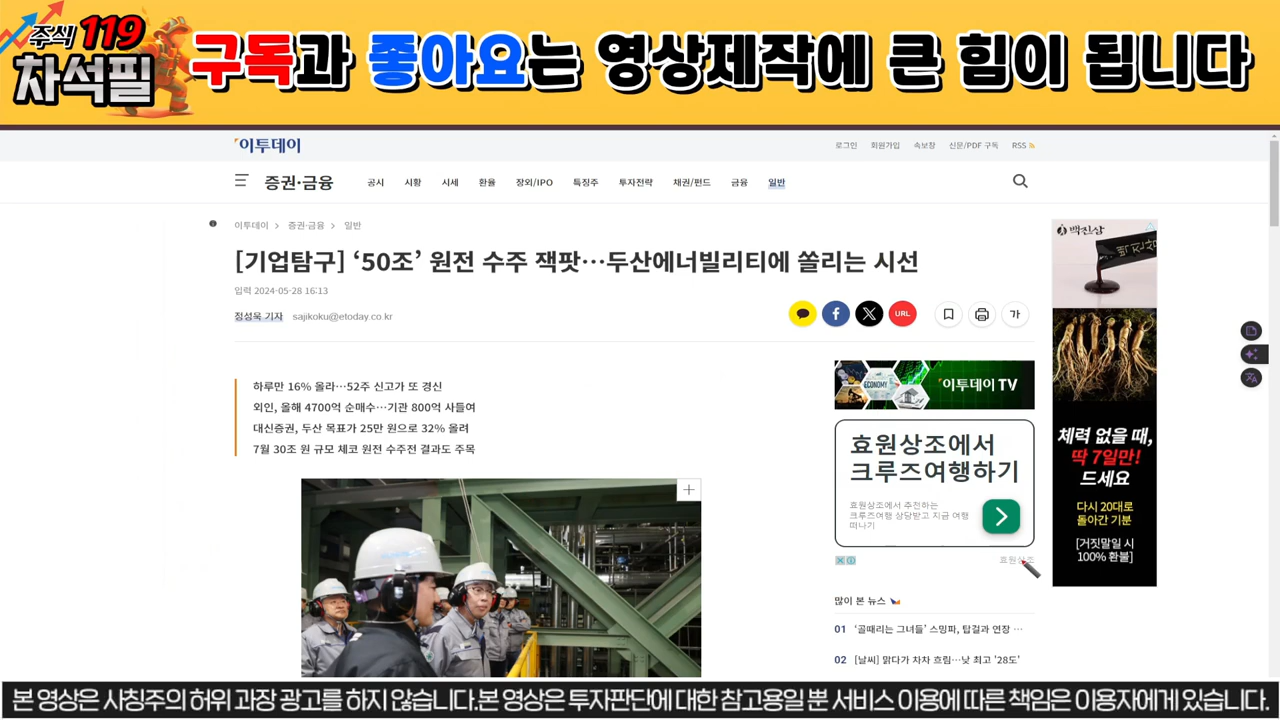 주식 119
차석필
구독과 좋아요는 영상제작에 큰 힘이 됩니다
이투데이
로그인 회원가입 속보창 신문/PDF 구독 RSS
증권·금융 공시 시황 시세 환율 장외/IPO 특징주 투자전략 채권/펀드 금융 일반
이투데이 > 증권·금융 > 일반
[기업탐구] ‘50조’ 원전 수주 잭팟…두산에너빌리티에 쏠리는 시선
입력 2024-05-28 16:13
정성욱 기자 sajikoku@etoday.co.kr
URL
가
하루만 16% 올라…52주 신고가 또 경신
외인, 올해 4700억 순매수…기관 800억 사들여
대신증권, 두산 목표가 25만 원으로 32% 올려
7월 30조 원 규모 체코 원전 수주전 결과도 주목
ECONOMY
이투데이 TV
효원상조에서
크루즈여행하기
효원상조에서 추천하는
크루즈여행 상담받고 지금 여행
떠나기
효원상조
많이 본 뉴스
01 ‘골때리는 그녀들’ 스밍파, 탑걸과 연장 …
02 [날씨] 맑다가 차차 흐림…낮 최고 '28도'
백진삼
체력 없을 때,
딱 7일만!
드세요
다시 20대로
돌아간 기분
[거짓말일 시
100% 환불]
본 영상은 사칭주의 허위 과장 광고를 하지 않습니다.본 영상은 투자판단에 대한 참고용일 뿐 서비스 이용에 따른 책임은 이용자에게 있습니다.